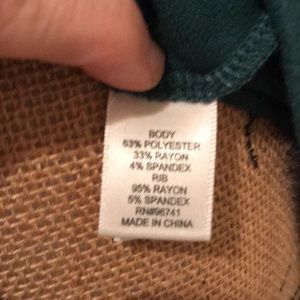 BODY
63% POLYESTER
33% RAYON
4% SPANDEX
RIB
95% RAYON
5% SPANDEX
RN#96741
MADE IN CHINA